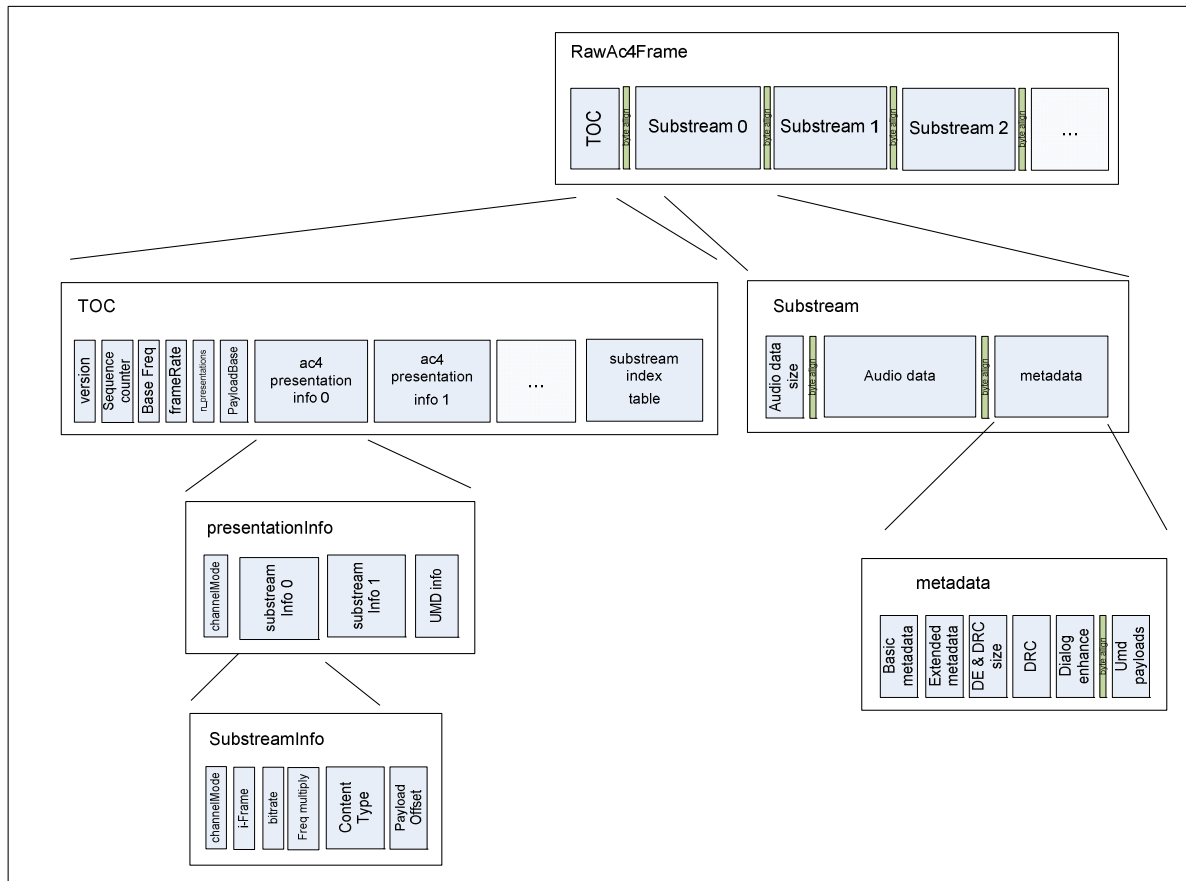 RawAc4Frame
TOC
byte align
Substream 0
byte align
Substream 1
byte align
Substream 2
byte align
...
TOC
version
Sequence
counter
Base Freq
frameRate
n_presentations
PayloadBase
ac4
presentation
info 0
ac4
presentation
info 1
...
substream
index
table
Substream
Audio data
size
byte align
Audio data
byte align
metadata
presentationInfo
channelMode
substream
Info 0
substream
Info 1
UMD info
metadata
Basic
metadata
Extended
metadata
DE & DRC
size
DRC
Dialog
enhance
byte align
Umd
payloads
SubstreamInfo
channelMode
i-Frame
bitrate
Freq multiply
Content
Type
Payload
Offset